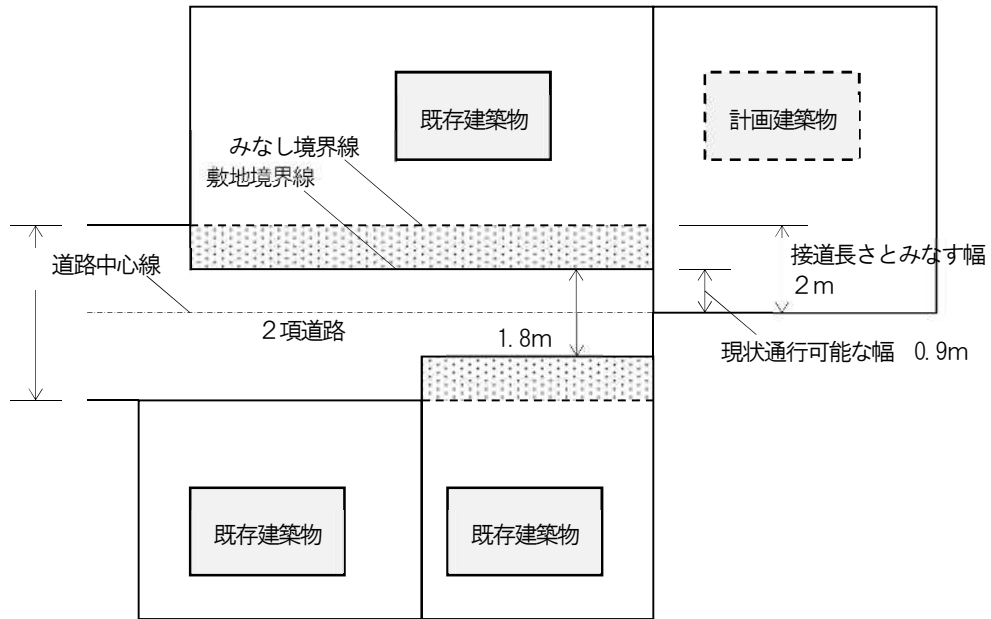 既存建築物
計画建築物
みなし境界線
敷地境界線
道路中心線
接道長さとみなす幅
2m
2項道路
1.8m
現状通行可能な幅 0.9m
既存建築物
既存建築物